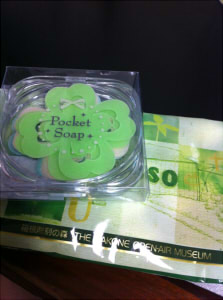 Pocket
Soap
SO
THE HAKONE OPEN-AIR MUSEUM